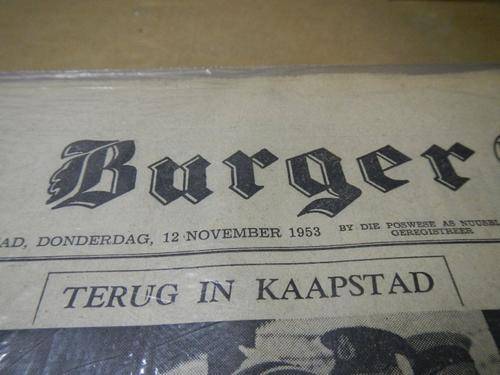 Burger
AD, DONDERDAG, 12 NOVEMBER 1953
BY DIE POSWESE AS NUUSBL
GEREGISTREER
TERUG IN KAAPSTAD